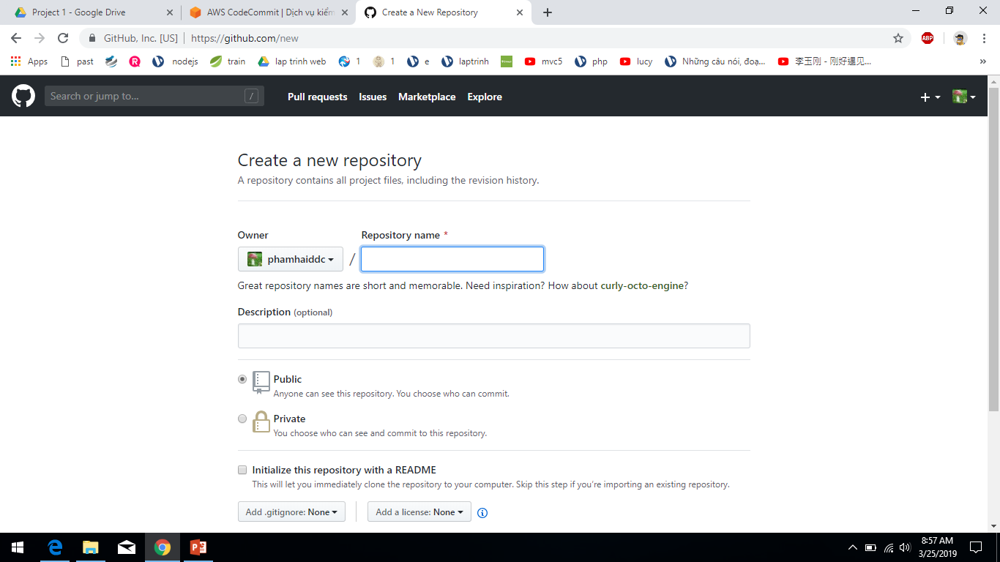 Project 1 - Google Drive
AWS CodeCommit | Dịch vụ kiểm
Create a New Repository
GitHub, Inc. [US] | https://github.com/new
ABP
Apps past R nodejs train lap trinh web 1 1 e laptrinh mvc5 php lucy Những câu nói, đoạ... 李玉刚 - 刚好遇见... »
Search or jump to... /
Pull requests Issues Marketplace Explore
Create a new repository
A repository contains all project files, including the revision history.
Owner
Repository name *
phamhaiddc /
Great repository names are short and memorable. Need inspiration? How about curly-octo-engine?
Description (optional)
Public
Anyone can see this repository. You choose who can commit.
Private
You choose who can see and commit to this repository.
Initialize this repository with a README
This will let you immediately clone the repository to your computer. Skip this step if you're importing an existing repository.
Add .gitignore: None
Add a license: None
8:57 AM
3/25/2019